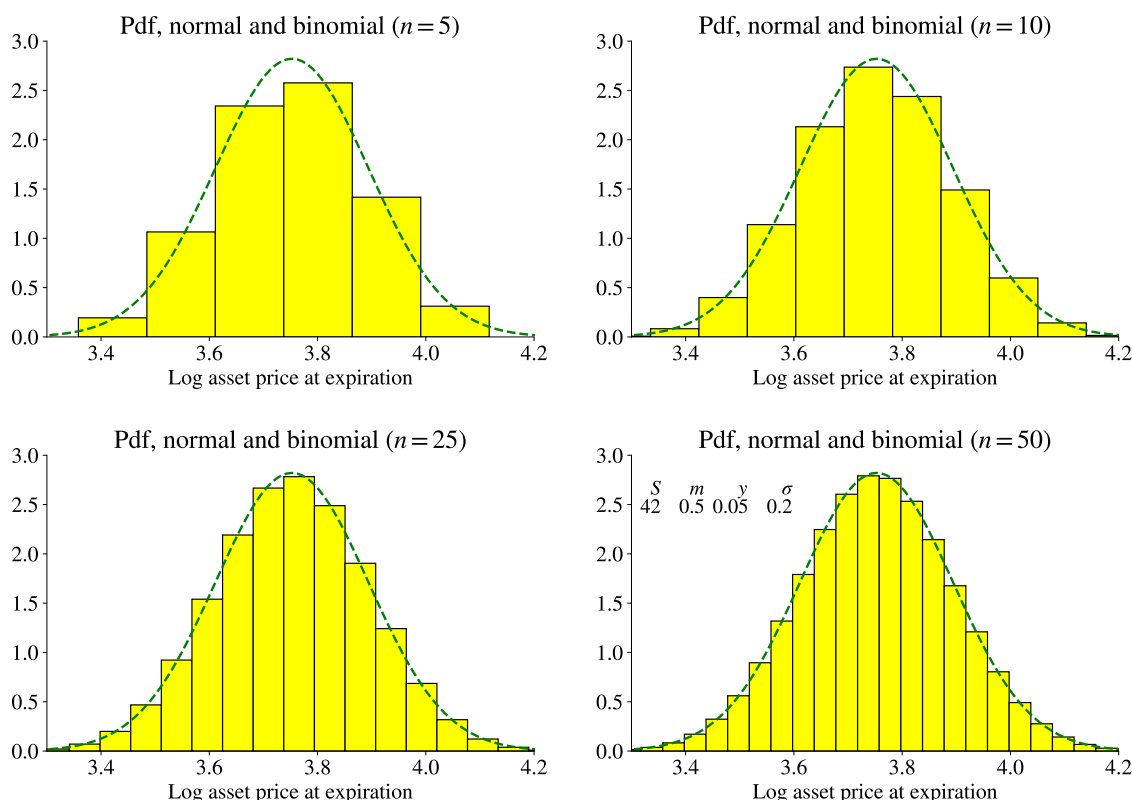 Pdf, normal and binomial (n=5)
3.0
2.5
2.0
1.5
1.0
0.5
0.0
3.4 3.6 3.8 4.0 4.2
Log asset price at expiration
Pdf, normal and binomial (n=10)
3.0
2.5
2.0
1.5
1.0
0.5
0.0
3.4 3.6 3.8 4.0 4.2
Log asset price at expiration
Pdf, normal and binomial (n=25)
3.0
2.5
2.0
1.5
1.0
0.5
0.0
3.4 3.6 3.8 4.0 4.2
Log asset price at expiration
Pdf, normal and binomial (n=50)
3.0
S m y σ
42 0.5 0.05 0.2
2.5
2.0
1.5
1.0
0.5
0.0
3.4 3.6 3.8 4.0 4.2
Log asset price at expiration